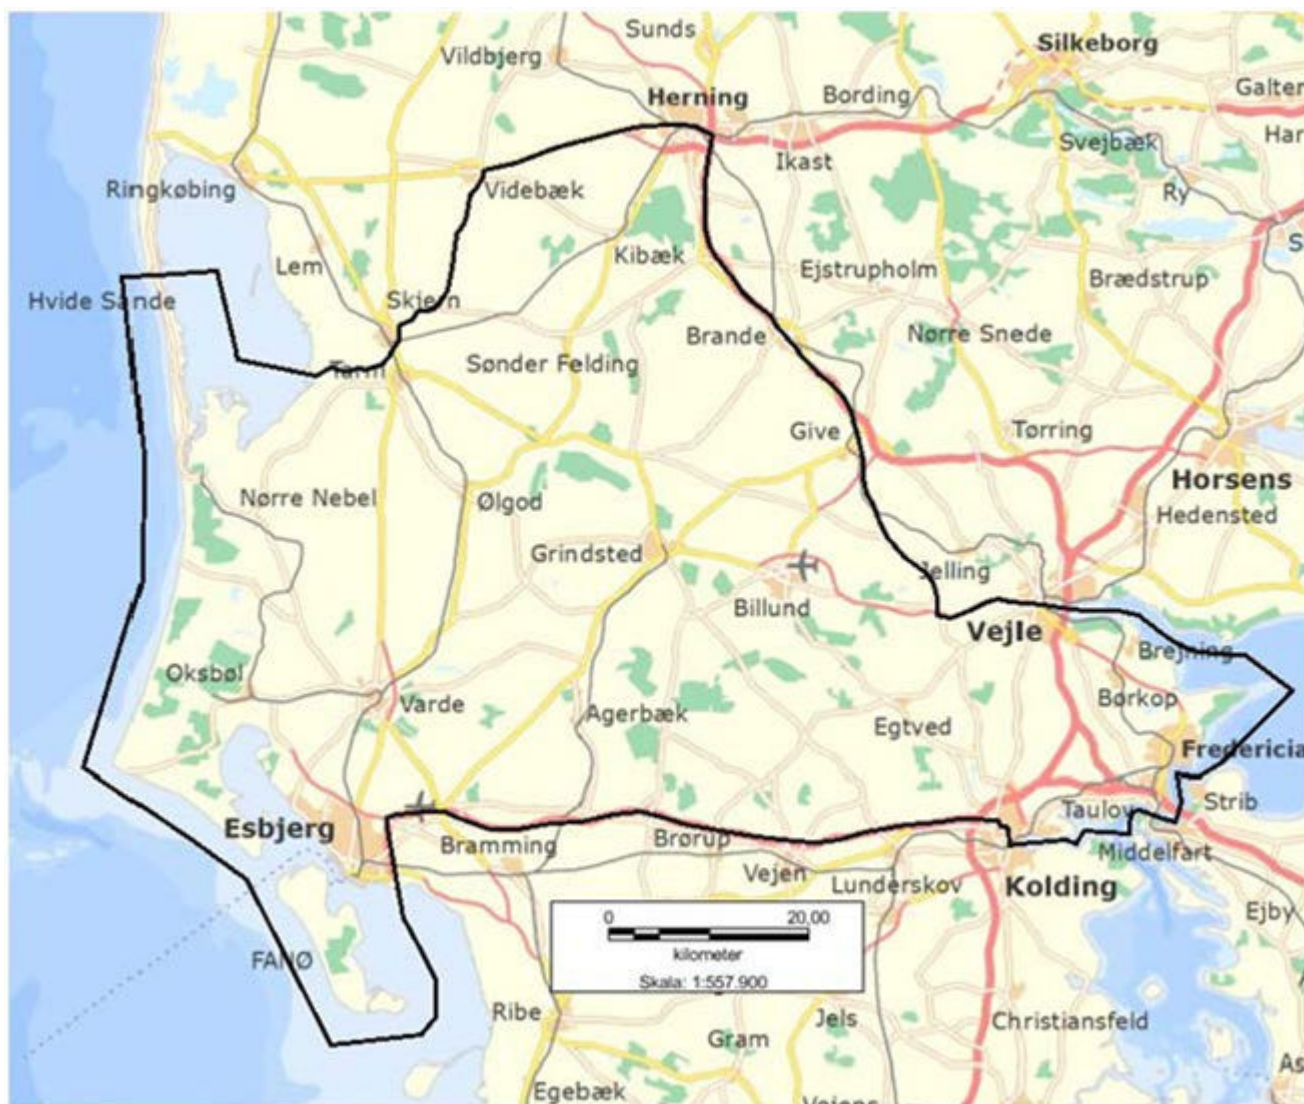 Sunds
Vildbjerg
Silkeborg
Herning
Bording
Galten
Har
Svejbæk
Ikast
Ry
Ringkøbing
Videbæk
S
Kibæk
Lem
Ejstrupholm
Brædstrup
Hvide Sande
Skjern
Brande
Nørre Snede
Tarm
Sønder Felding
Give
Tørring
Horsens
Nørre Nebel
Ølgod
Hedensted
Grindsted
Jelling
Billund
Vejle
Brejning
Oksbøl
Børkop
Varde
Agerbæk
Egtved
Fredericia
Esbjerg
Taulov
Strib
Bramming
Brørup
Middelfart
Vejen
Lunderskov
Kolding
0 20,00
kilometer
Skala: 1:557.900
Ejby
FANØ
Ribe
Jels
Christiansfeld
Gram
As
Egebæk
Vojens